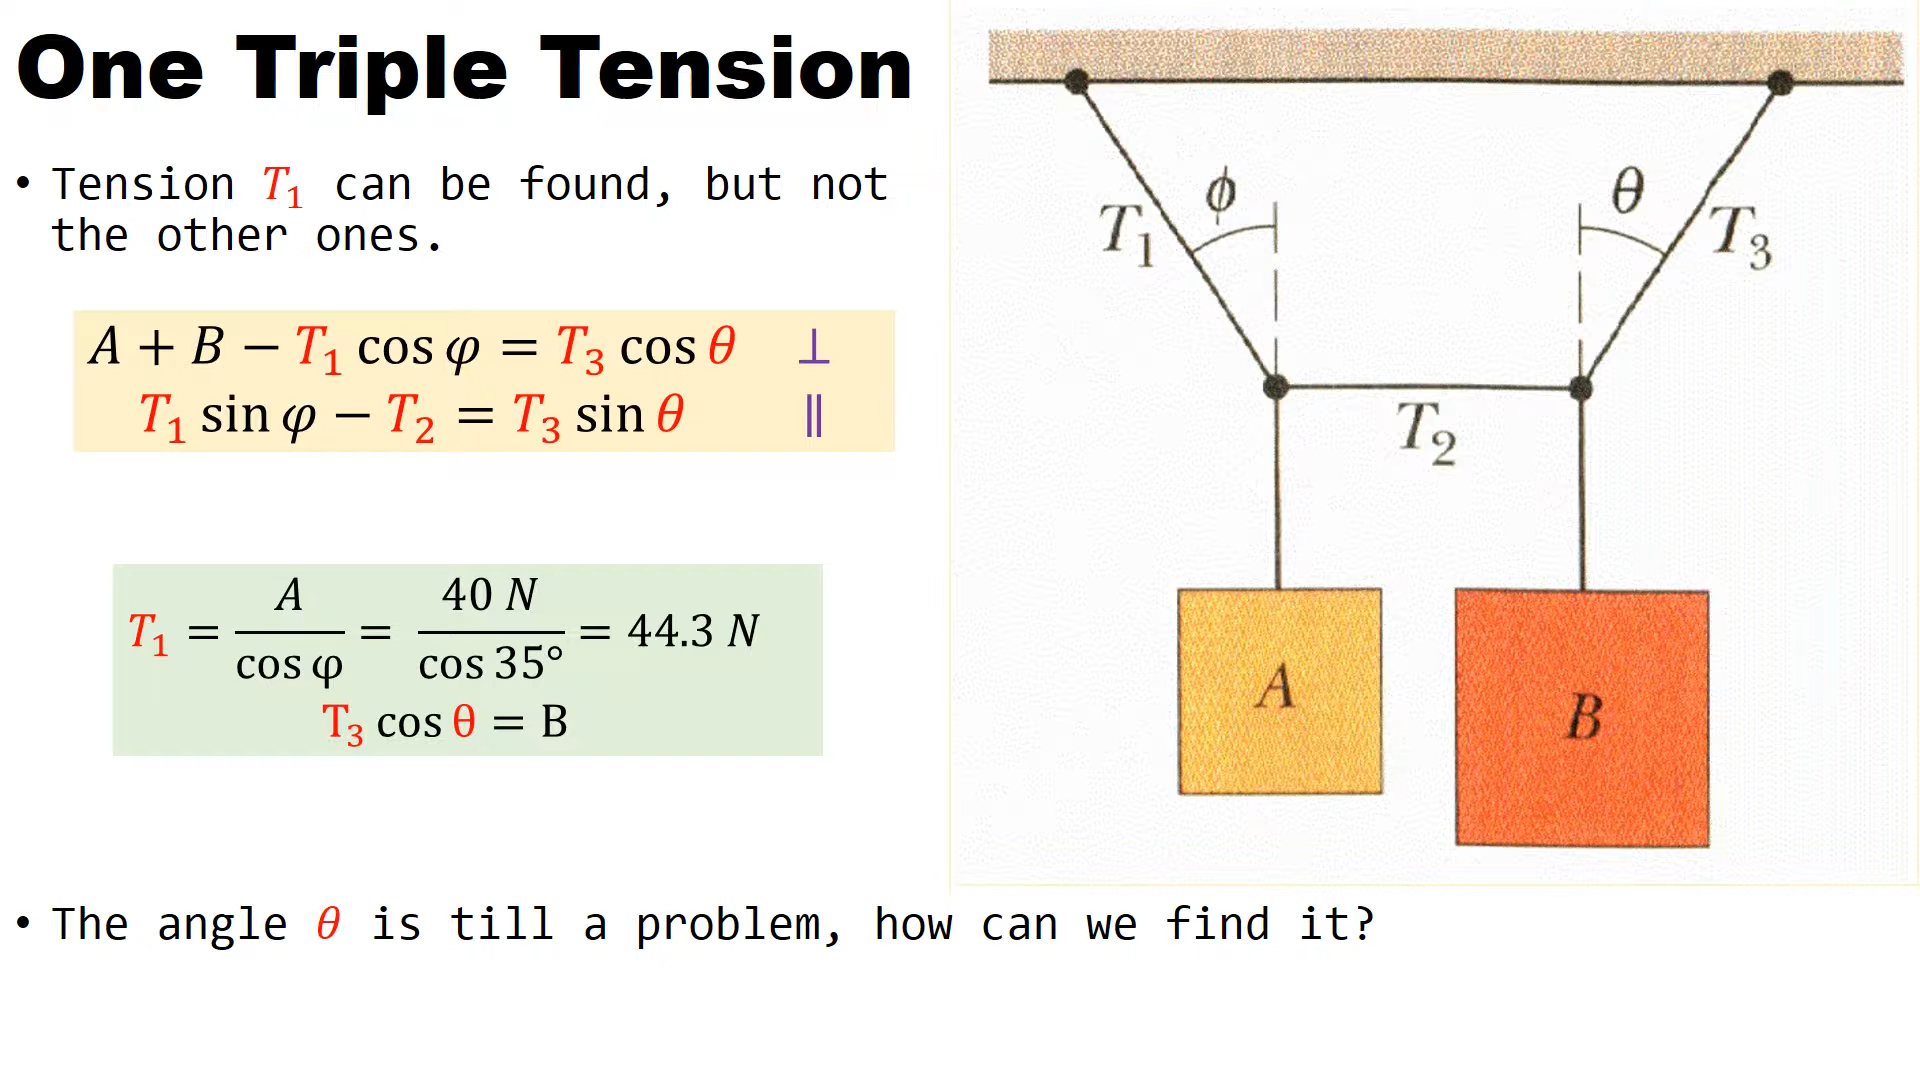 One Triple Tension
• Tension T₁ can be found, but not
the other ones.
A + B − T₁ cos φ = T₃ cos θ ⊥
T₁ sin φ − T₂ = T₃ sin θ ∥
T₁ = A / cos φ = 40 N / cos 35° = 44.3 N
T₃ cos θ = B
• The angle θ is till a problem, how can we find it?
ϕ
θ
T₁
T₃
T₂
A
B